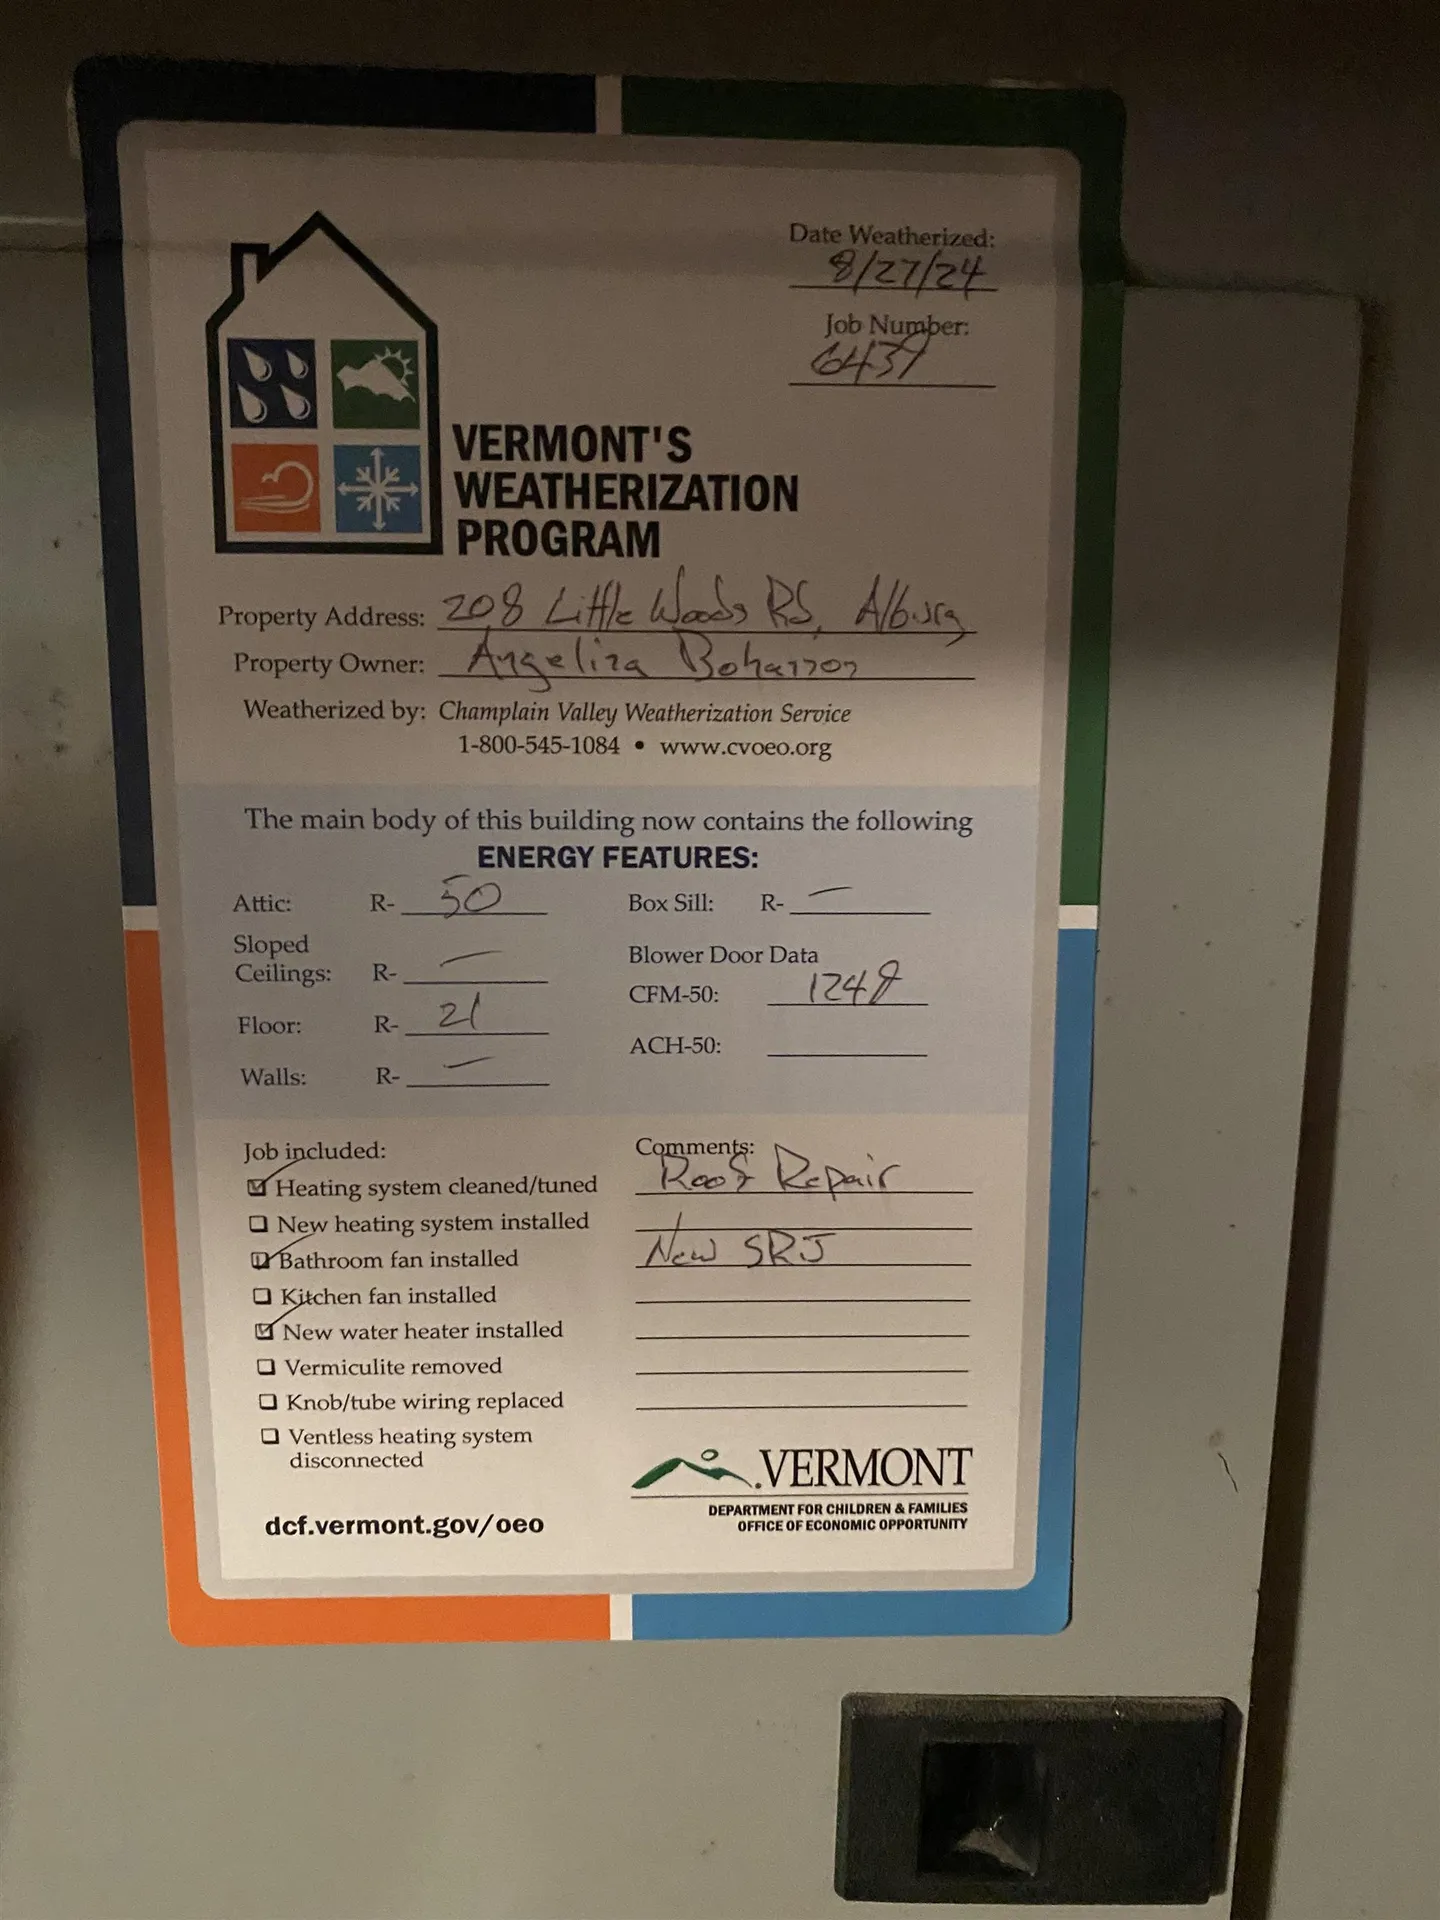 Date Weatherized:
8/27/24
Job Number:
6439
VERMONT'S
WEATHERIZATION
PROGRAM
Property Address: 208 Little Woods Rd, Alburg
Property Owner: Angelina
Weatherized by: Champlain Valley Weatherization Service
1-800-545-1084 • www.cvoeo.org
The main body of this building now contains the following
ENERGY FEATURES:
Attic: R- 50
Sloped
Ceilings: R- —
Floor: R- 21
Walls: R- —
Box Sill: R- —
Blower Door Data
CFM-50: 1248
ACH-50:
Job included:
☑ Heating system cleaned/tuned
☐ New heating system installed
☑ Bathroom fan installed
☐ Kitchen fan installed
☑ New water heater installed
☐ Vermiculite removed
☐ Knob/tube wiring replaced
☐ Ventless heating system
disconnected
Comments:
Roof Repair
New SRJ
dcf.vermont.gov/oeo
VERMONT
DEPARTMENT FOR CHILDREN & FAMILIES
OFFICE OF ECONOMIC OPPORTUNITY